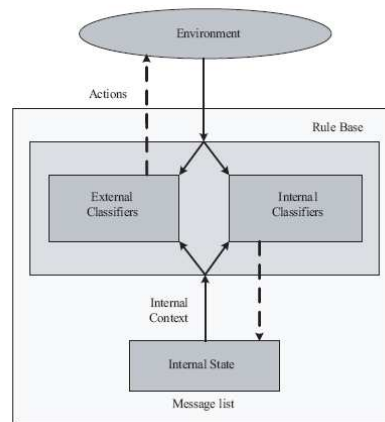 Environment
Actions
Rule Base
External
Classifiers
Internal
Classifiers
Internal
Context
Internal State
Message list